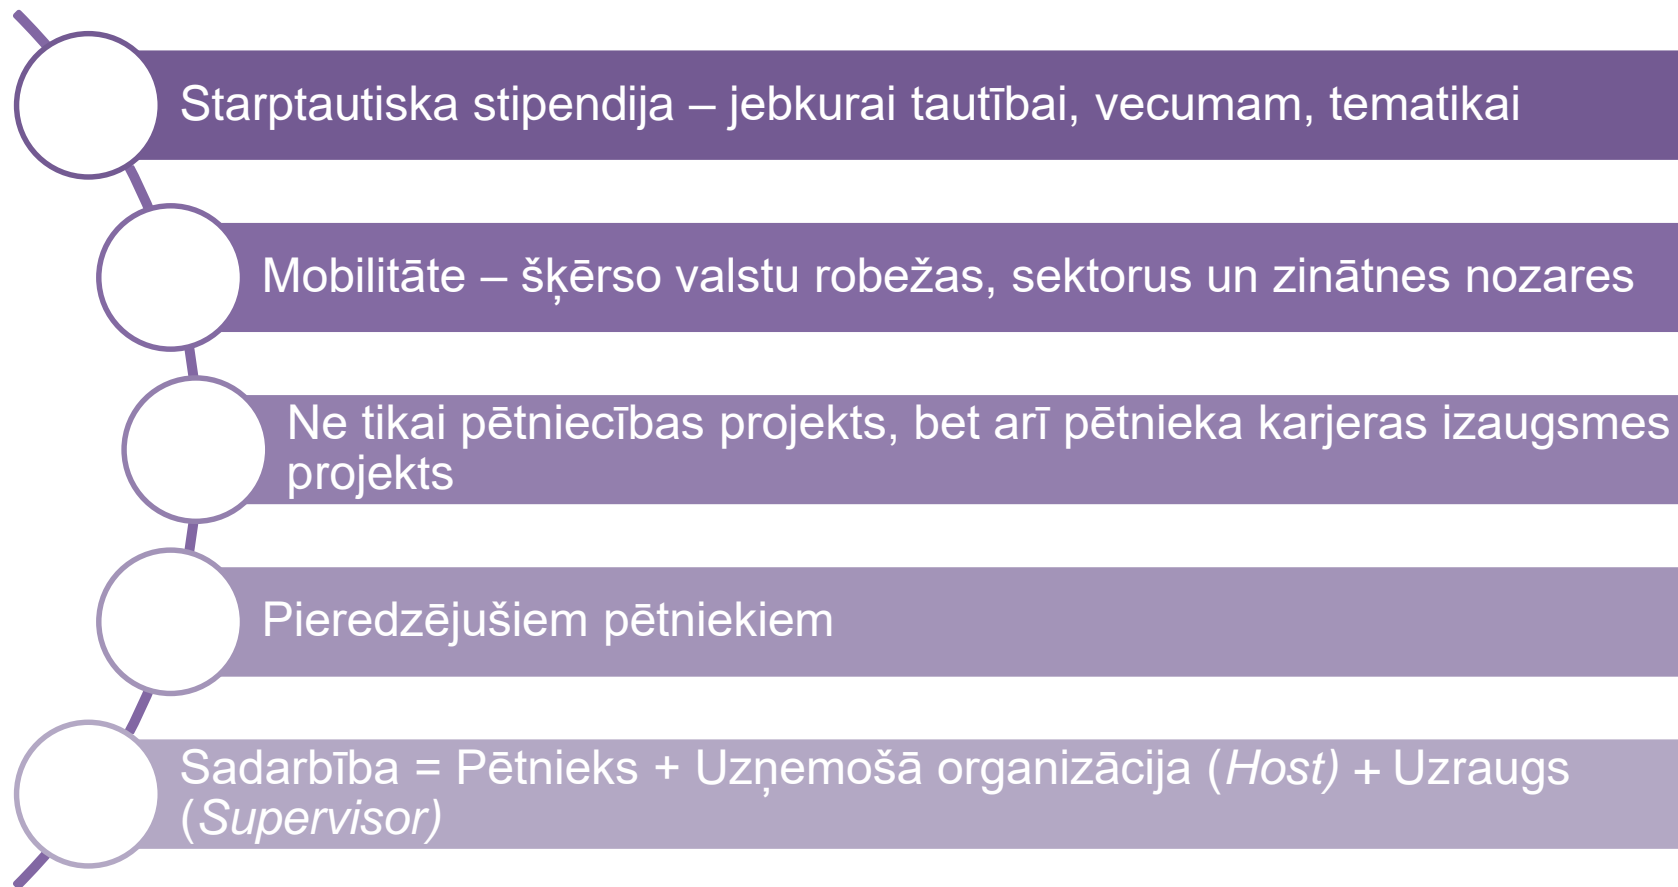 Starptautiska stipendija – jebkurai tautībai, vecumam, tematikai
Mobilitāte – šķērso valstu robežas, sektorus un zinātnes nozares
Ne tikai pētniecības projekts, bet arī pētnieka karjeras izaugsmes
projekts
Pieredzējušiem pētniekiem
Sadarbība = Pētnieks + Uzņemošā organizācija (Host) + Uzraugs
(Supervisor)